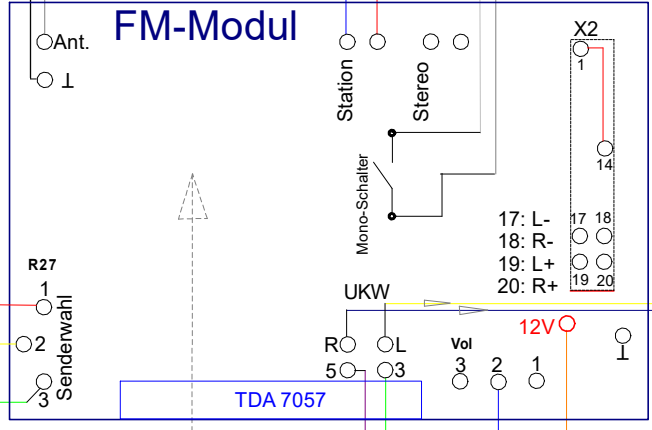 FM-Modul
Ant.
⊥
Station
Stereo
X2
1
14
Mono-Schalter
17: L-
18: R-
19: L+
20: R+
17 18
19 20
R27
1
2
3
Senderwahl
UKW
R
L
5
3
TDA 7057
Vol
3 2 1
12V
⊥